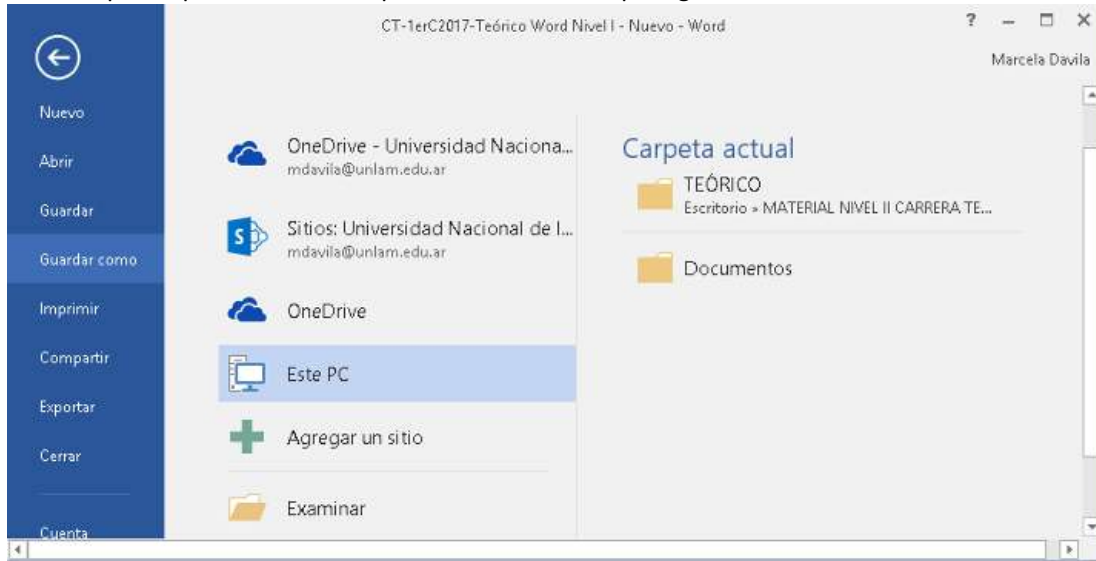 CT-1erC2017-Teórico Word Nivel I - Nuevo - Word
?
Marcela Davila
Nuevo
Abrir
Guardar
Guardar como
Imprimir
Compartir
Exportar
Cerrar
Cuenta
OneDrive - Universidad Naciona...
mdavila@unlam.edu.ar
Sitios: Universidad Nacional de l...
mdavila@unlam.edu.ar
OneDrive
Este PC
Agregar un sitio
Examinar
Carpeta actual
TEÓRICO
Escritorio » MATERIAL NIVEL II CARRERA TE...
Documentos